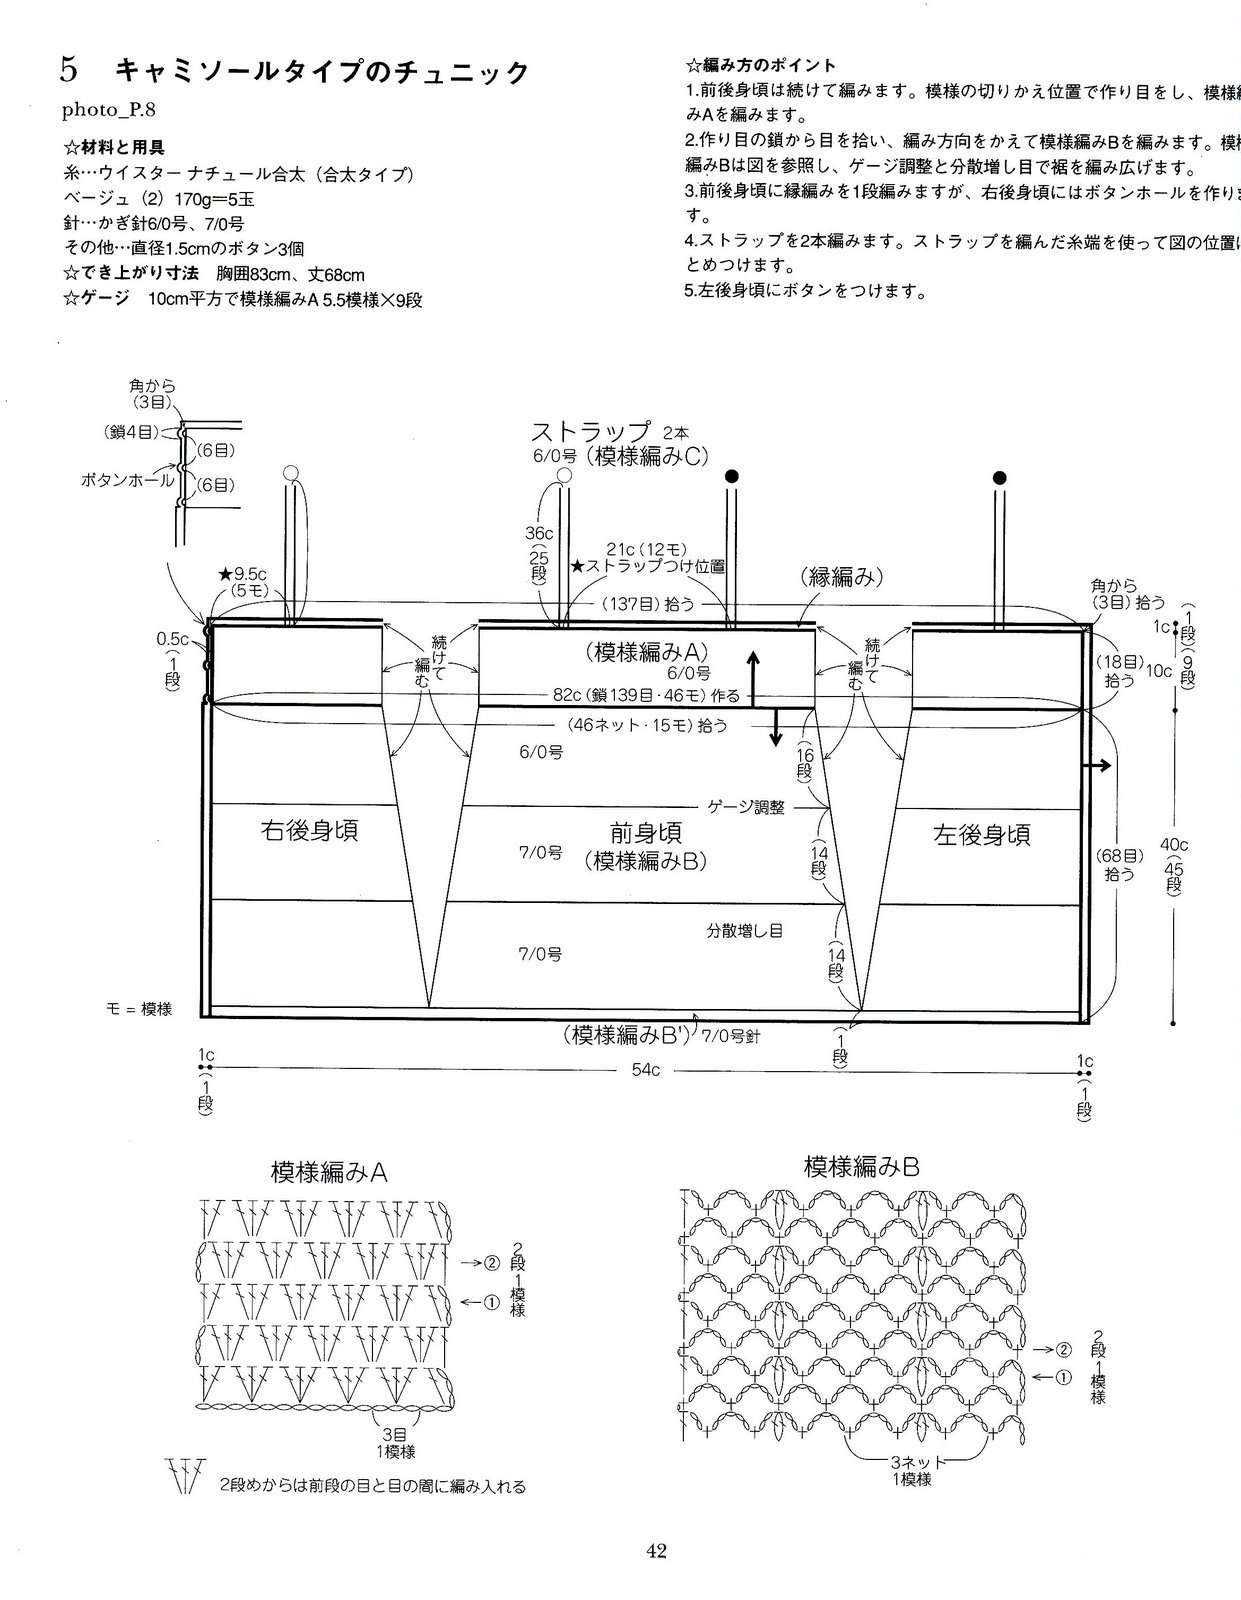 5 キャミソールタイプのチュニック
photo_P.8
☆材料と用具
糸…ウイスター ナチュール合太（合太タイプ）
ベージュ（2）170g＝5玉
針…かぎ針6/0号、7/0号
その他…直径1.5cmのボタン3個
☆でき上がり寸法 胸囲83cm、丈68cm
☆ゲージ 10cm平方で模様編みA 5.5模様×9段
☆編み方のポイント
1.前後身頃は続けて編みます。模様の切りかえ位置で作り目をし、模様編
みAを編みます。
2.作り目の鎖から目を拾い、編み方向をかえて模様編みBを編みます。模様
編みBは図を参照し、ゲージ調整と分散増し目で裾を編み広げます。
3.前後身頃に縁編みを1段編みますが、右後身頃にはボタンホールを作りま
す。
4.ストラップを2本編みます。ストラップを編んだ糸端を使って図の位置に
とめつけます。
5.左後身頃にボタンをつけます。
角から
（3目）
（鎖4目）
（6目）
ボタンホール
（6目）
ストラップ 2本
6/0号（模様編みC）
36c
（25段）
21c（12モ）
★ストラップつけ位置
★9.5c
（5モ）
（縁編み）
（137目）拾う
角から
（3目）拾う
1c
（1段）
0.5c
（1段）
続けて編む
（模様編みA）
6/0号
続けて編む
（18目）
拾う
10c
（9段）
82c（鎖139目・46モ）作る
（46ネット・15モ）拾う
6/0号
（16段）
ゲージ調整
右後身頃
前身頃
左後身頃
7/0号
（模様編みB）
（14段）
（68目）
拾う
40c
（45段）
分散増し目
7/0号
（14段）
モ＝模様
（模様編みB'）7/0号針
（1段）
1c
（1段）
54c
1c
（1段）
模様編みA
→②
←①
2段1模様
3目
1模様
2段めからは前段の目と目の間に編み入れる
模様編みB
→②
←①
2段1模様
3ネット
1模様
42